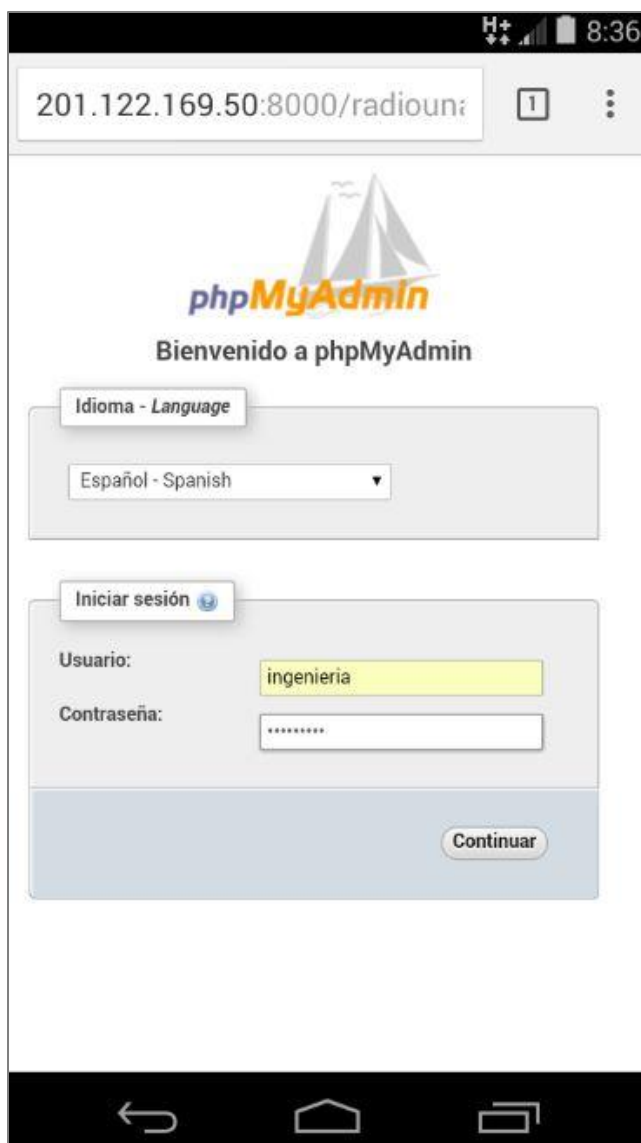 H+ 8:36
201.122.169.50:8000/radiouna
1
phpMyAdmin
Bienvenido a phpMyAdmin
Idioma - Language
Español - Spanish
Iniciar sesión
Usuario:
ingenieria
Contraseña:
•••••••••
Continuar